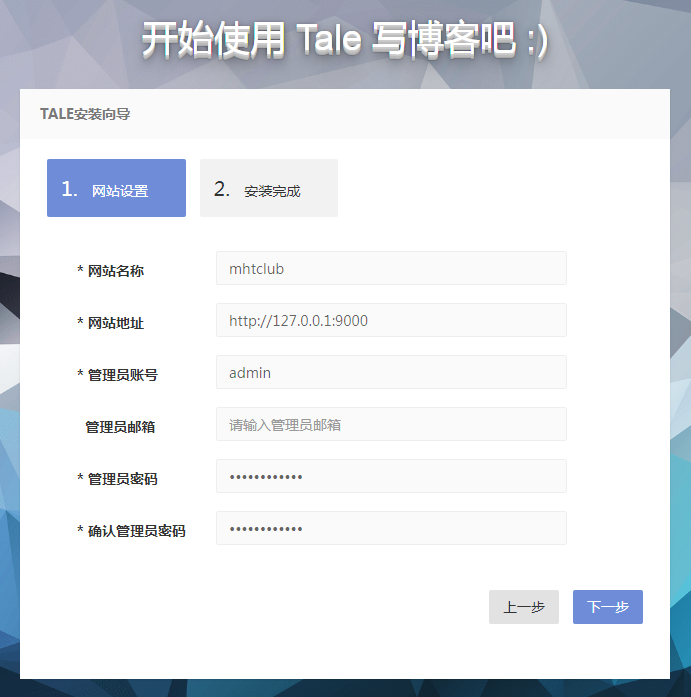 开始使用 Tale 写博客吧 :)
TALE安装向导
1. 网站设置
2. 安装完成
* 网站名称 mhtclub
* 网站地址 http://127.0.0.1:9000
* 管理员账号 admin
管理员邮箱 请输入管理员邮箱
* 管理员密码 ••••••••••••
* 确认管理员密码 ••••••••••••
上一步 下一步